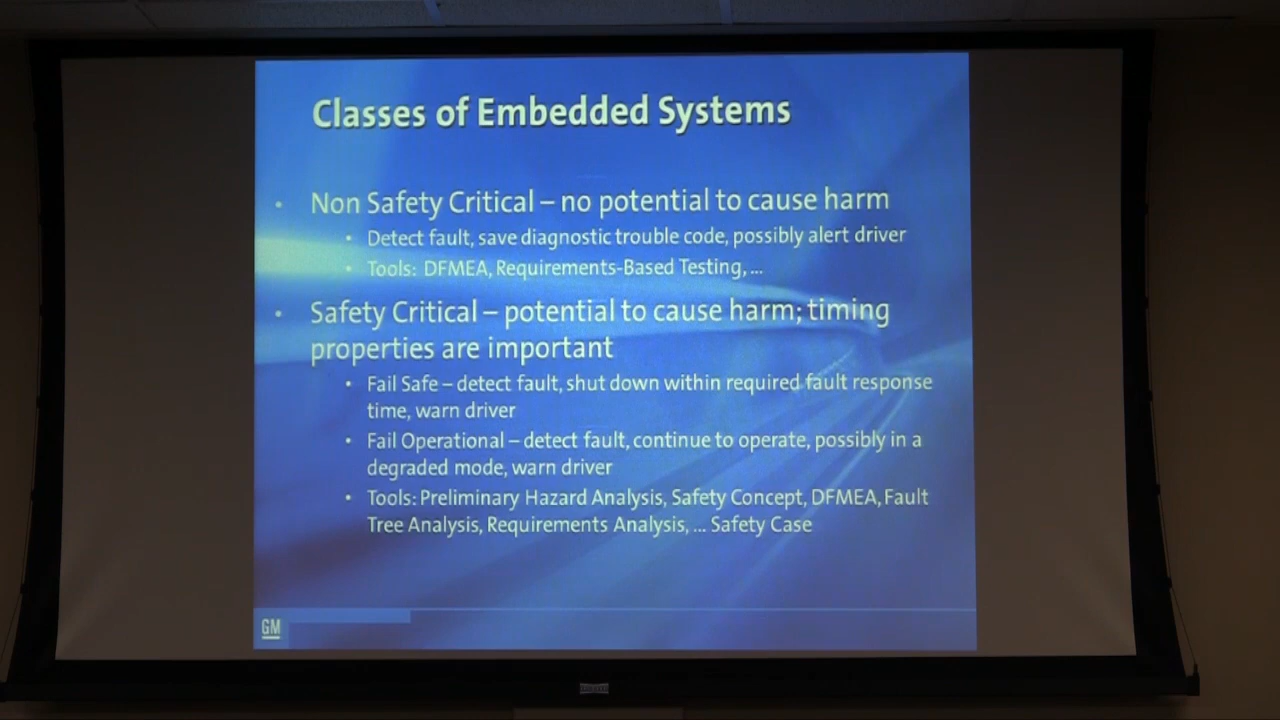 Classes of Embedded Systems
• Non Safety Critical – no potential to cause harm
• Detect fault, save diagnostic trouble code, possibly alert driver
• Tools: DFMEA, Requirements-Based Testing, ...
• Safety Critical – potential to cause harm; timing
properties are important
• Fail Safe – detect fault, shut down within required fault response
time, warn driver
• Fail Operational – detect fault, continue to operate, possibly in a
degraded mode, warn driver
• Tools: Preliminary Hazard Analysis, Safety Concept, DFMEA, Fault
Tree Analysis, Requirements Analysis, ... Safety Case
GM